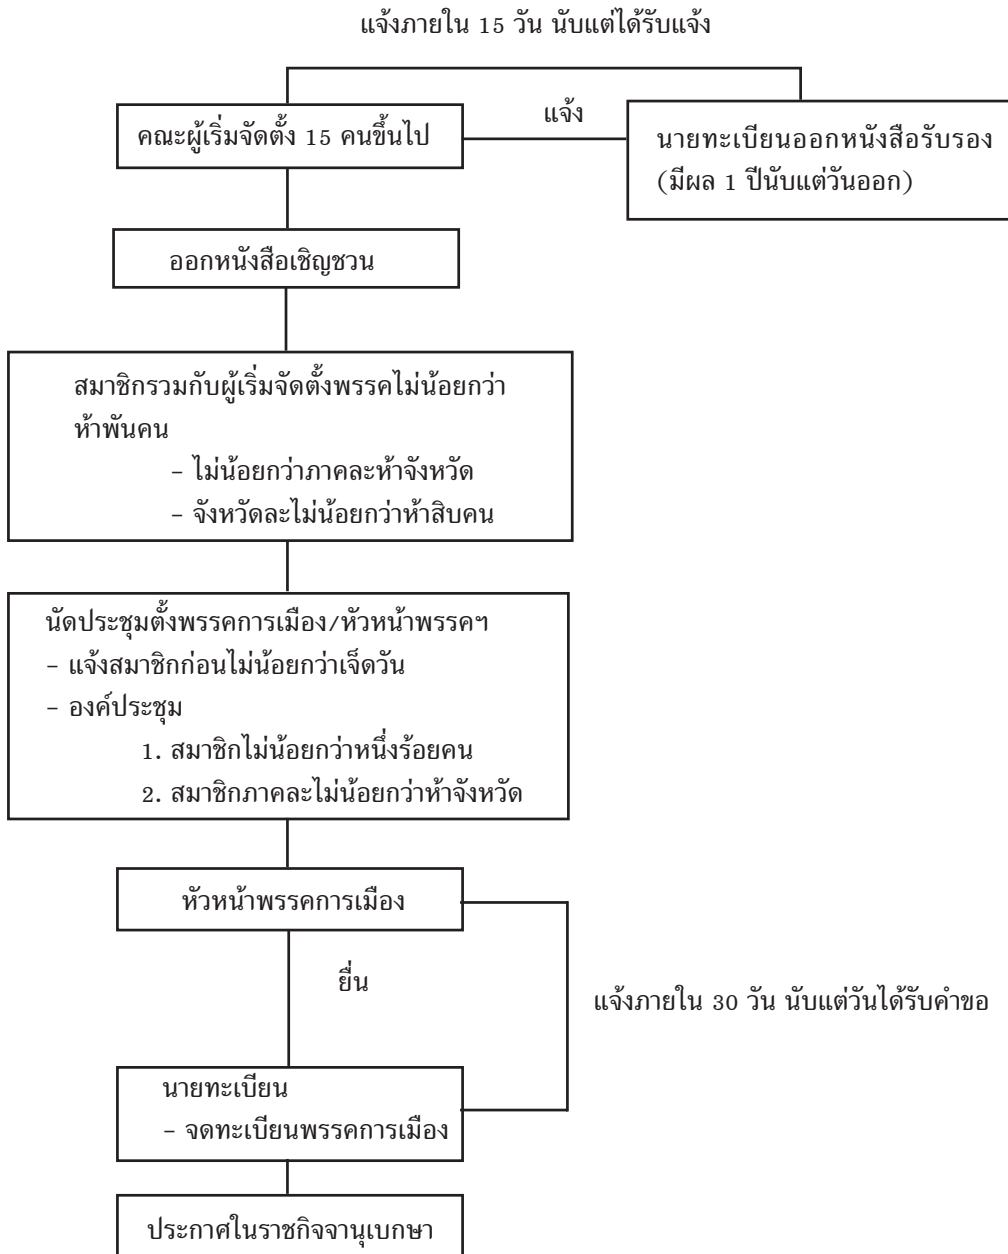 แจ้งภายใน 15 วัน นับแต่ได้รับแจ้ง
คณะผู้เริ่มจัดตั้ง 15 คนขึ้นไป
แจ้ง
นายทะเบียนออกหนังสือรับรอง
(มีผล 1 ปีนับแต่วันออก)
ออกหนังสือเชิญชวน
สมาชิกรวมกับผู้เริ่มจัดตั้งพรรคไม่น้อยกว่า
ห้าพันคน
- ไม่น้อยกว่าภาคละห้าจังหวัด
- จังหวัดละไม่น้อยกว่าห้าสิบคน
นัดประชุมตั้งพรรคการเมือง/หัวหน้าพรรคฯ
- แจ้งสมาชิกก่อนไม่น้อยกว่าเจ็ดวัน
- องค์ประชุม
1. สมาชิกไม่น้อยกว่าหนึ่งร้อยคน
2. สมาชิกภาคละไม่น้อยกว่าห้าจังหวัด
หัวหน้าพรรคการเมือง
ยื่น
แจ้งภายใน 30 วัน นับแต่วันได้รับคำขอ
นายทะเบียน
- จดทะเบียนพรรคการเมือง
ประกาศในราชกิจจานุเบกษา